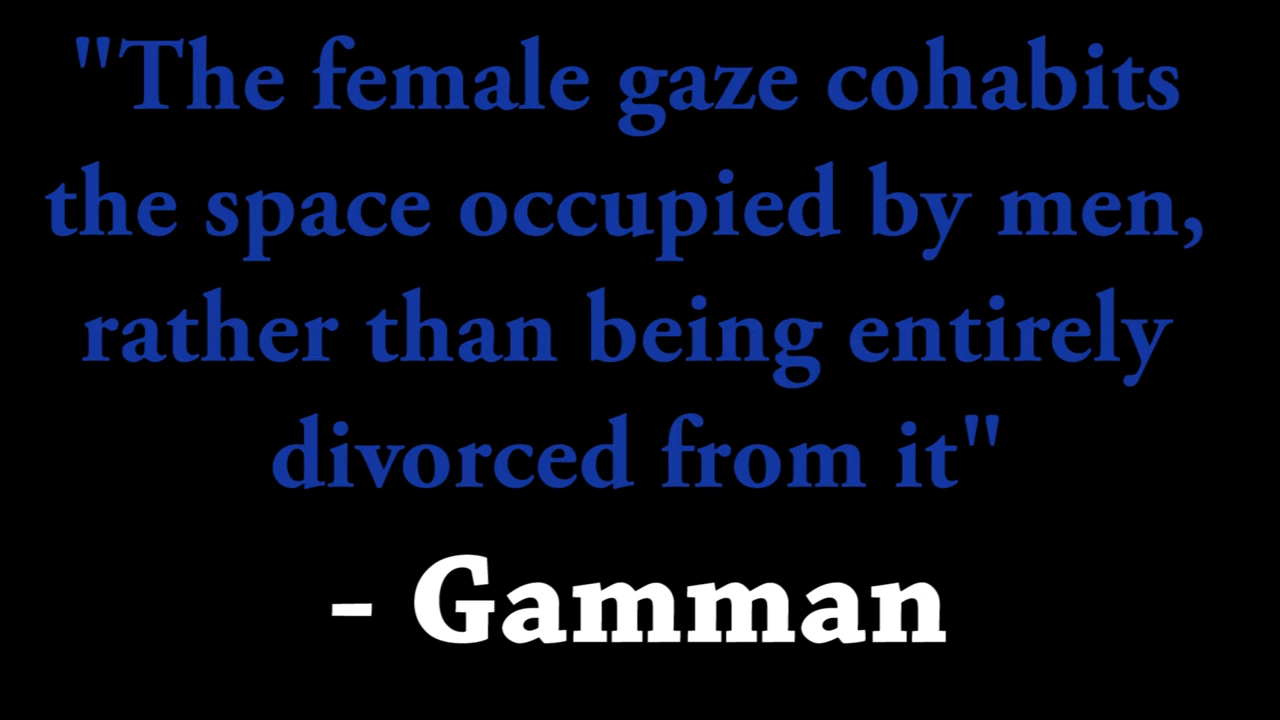 "The female gaze cohabits
the space occupied by men,
rather than being entirely
divorced from it"
- Gamman